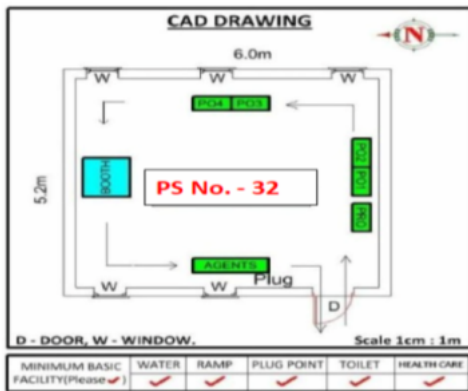 CAD DRAWING
N
6.0m
W W W
PO4 PO3
5.2m
BOOTH
PO2 PO1
PRO
PS No. - 32
AGENTS
Plug
W W
D
D - DOOR, W - WINDOW. Scale 1cm : 1m
MINIMUM BASIC FACILITY(Please ✓) WATER RAMP PLUG POINT TOILET HEALTH CARE
✓ ✓ ✓ ✓ ✓